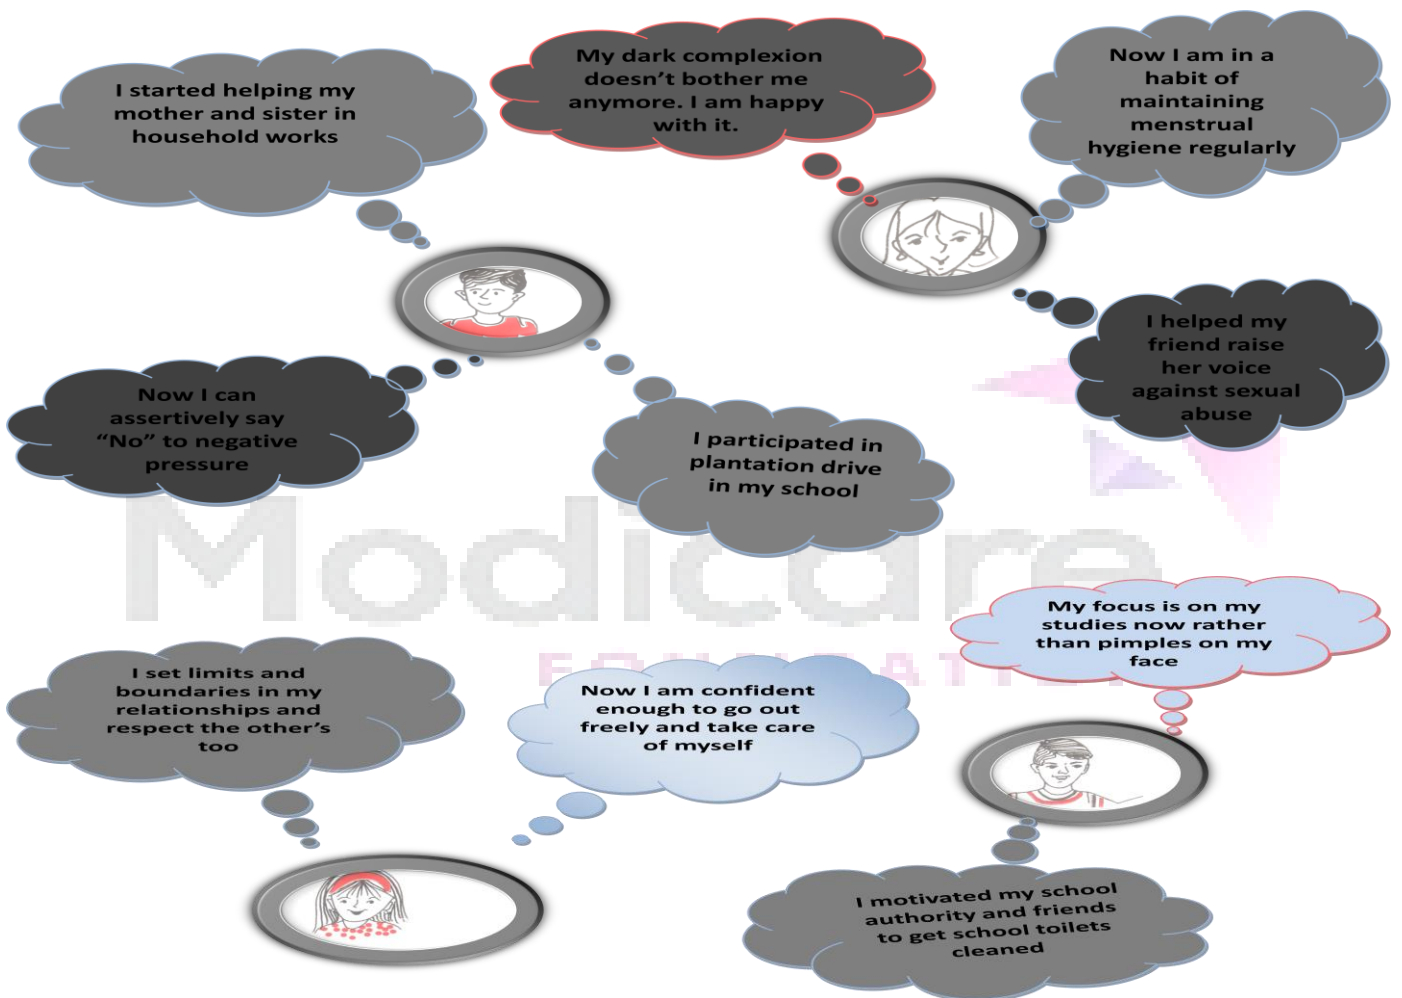 I started helping my
mother and sister in
household works
My dark complexion
doesn’t bother me
anymore. I am happy
with it.
Now I am in a
habit of
maintaining
menstrual
hygiene regularly
I helped my
friend raise
her voice
against sexual
abuse
Now I can
assertively say
“No” to negative
pressure
I participated in
plantation drive
in my school
Modicare
FOUNDATION
My focus is on my
studies now rather
than pimples on my
face
I set limits and
boundaries in my
relationships and
respect the other’s
too
Now I am confident
enough to go out
freely and take care
of myself
I motivated my school
authority and friends
to get school toilets
cleaned